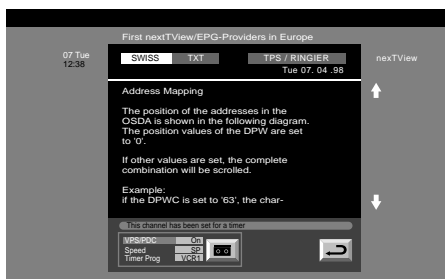 First nextTView/EPG-Providers in Europe
07 Tue
12:38
SWISS TXT TPS / RINGIER
Tue 07. 04 .98
nexTView
Address Mapping
The position of the addresses in the
OSDA is shown in the following diagram.
The position values of the DPW are set
to '0'.
If other values are set, the complete
combination will be scrolled.
Example:
if the DPWC is set to '63', the char-
This channel has been set for a timer
VPS/PDC On
Speed SP
Timer Prog VCR1